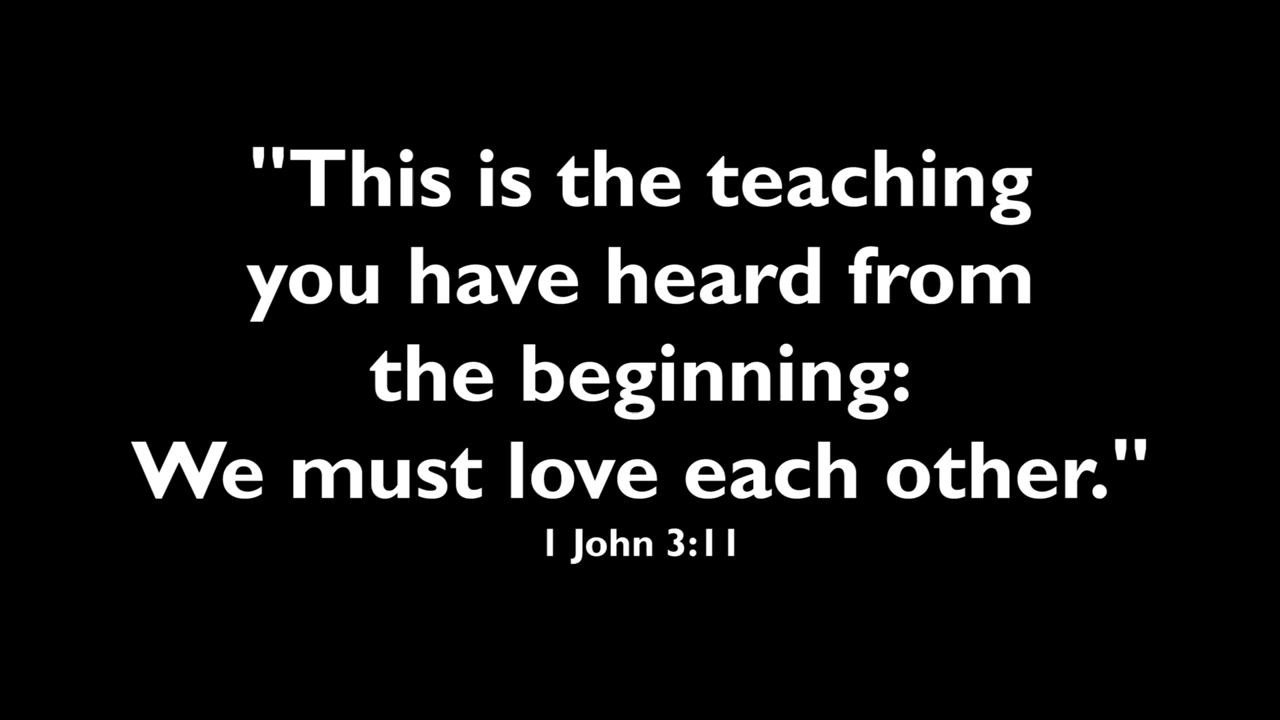 "This is the teaching
you have heard from
the beginning:
We must love each other."
1 John 3:11